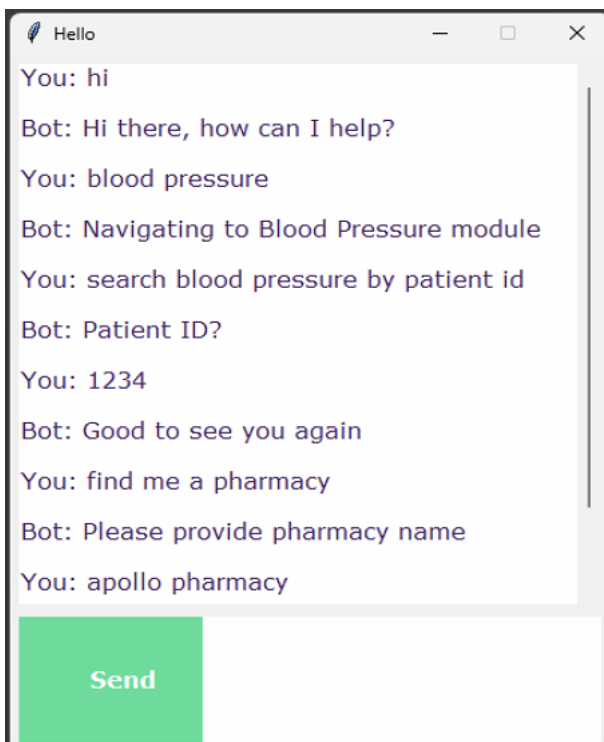 Hello
You: hi
Bot: Hi there, how can I help?
You: blood pressure
Bot: Navigating to Blood Pressure module
You: search blood pressure by patient id
Bot: Patient ID?
You: 1234
Bot: Good to see you again
You: find me a pharmacy
Bot: Please provide pharmacy name
You: apollo pharmacy
Send